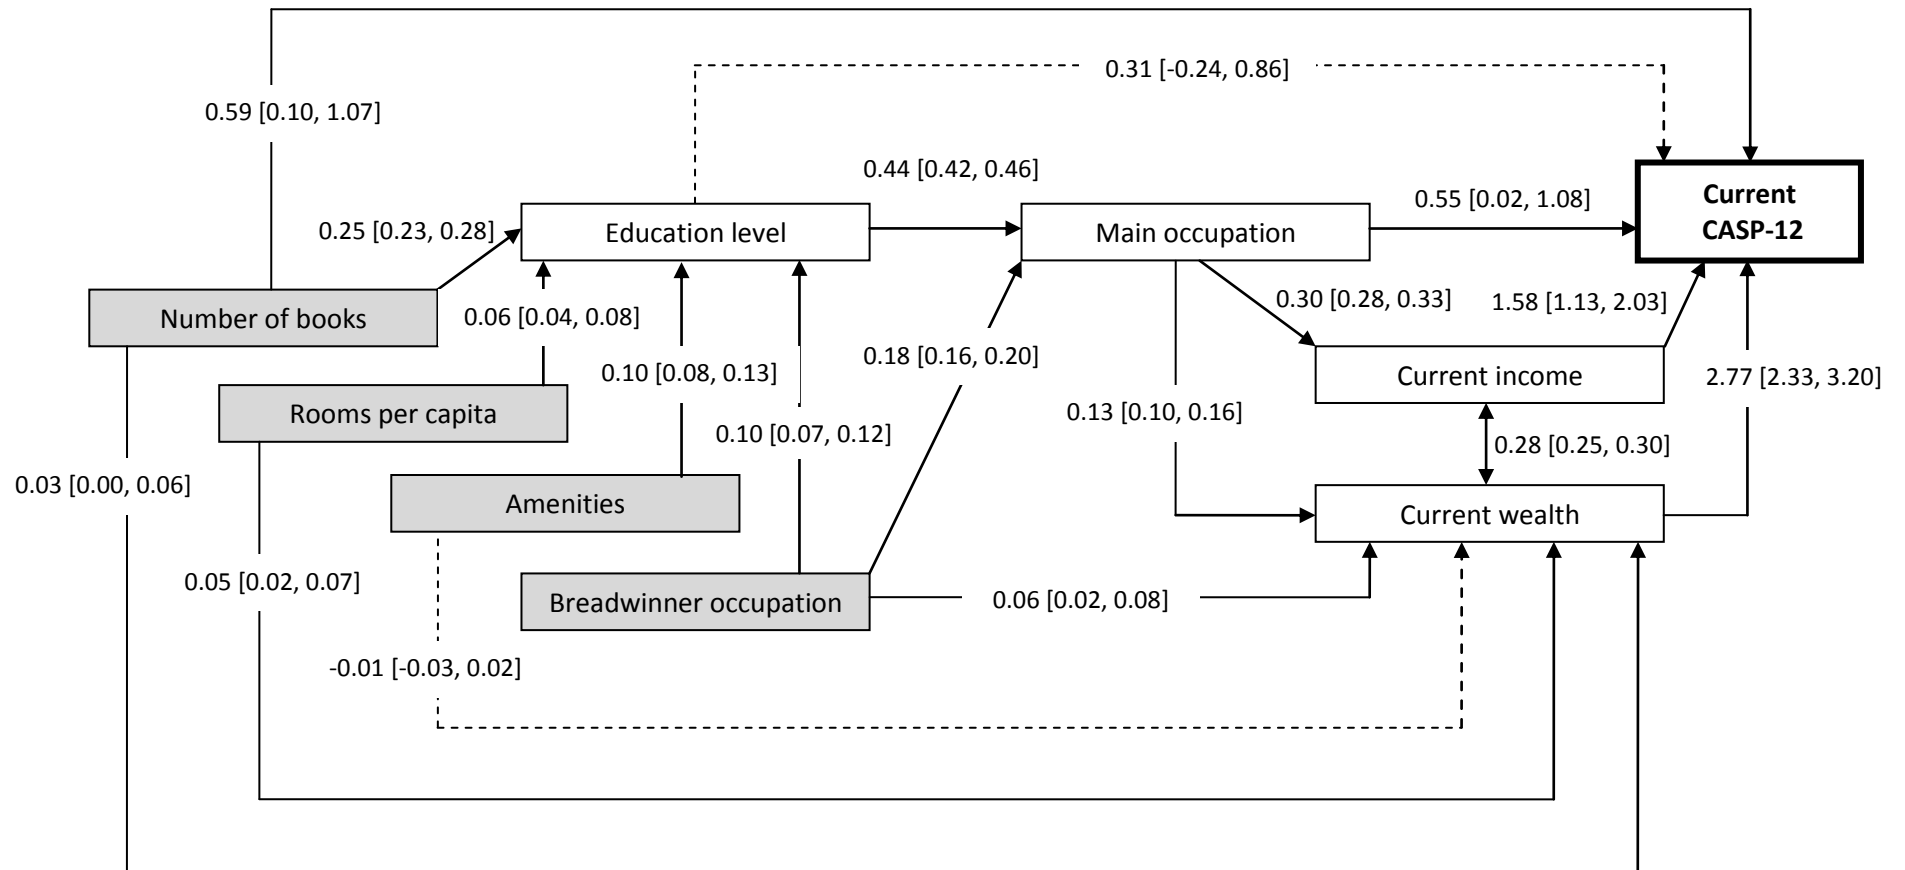 0.31 [-0.24, 0.86]
0.59 [0.10, 1.07]
0.44 [0.42, 0.46]
0.55 [0.02, 1.08]
Current
CASP-12
0.25 [0.23, 0.28]
Education level
Main occupation
Number of books
0.06 [0.04, 0.08]
0.30 [0.28, 0.33]
1.58 [1.13, 2.03]
0.18 [0.16, 0.20]
0.10 [0.08, 0.13]
Current income
2.77 [2.33, 3.20]
Rooms per capita
0.13 [0.10, 0.16]
0.10 [0.07, 0.12]
0.28 [0.25, 0.30]
0.03 [0.00, 0.06]
Amenities
Current wealth
0.05 [0.02, 0.07]
Breadwinner occupation
0.06 [0.02, 0.08]
-0.01 [-0.03, 0.02]